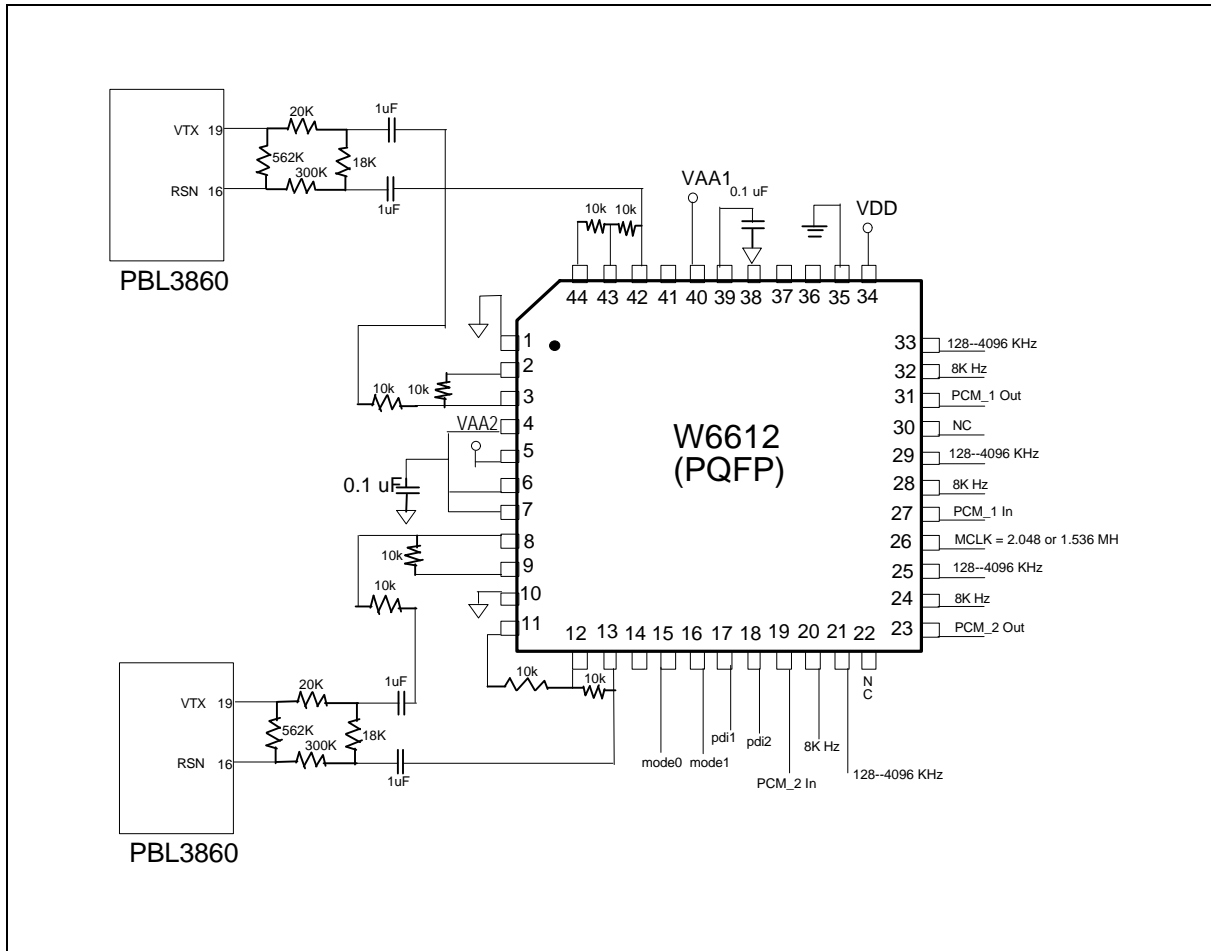 20K
1uF
VTX 19
562K
18K
300K
RSN 16
1uF
PBL3860
VAA1
0.1 uF
VDD
10k
10k
44 43 42 41 40 39 38 37 36 35 34
1
2
3
4
5
6
7
8
9
10
11
10k
10k
VAA2
0.1 uF
10k
10k
W6612
(PQFP)
33 128--4096 KHz
32 8K Hz
31 PCM_1 Out
30 NC
29 128--4096 KHz
28 8K Hz
27 PCM_1 In
26 MCLK = 2.048 or 1.536 MH
25 128--4096 KHz
24 8K Hz
23 PCM_2 Out
12 13 14 15 16 17 18 19 20 21 22
10k
10k
N
C
pdi1
pdi2
mode0
mode1
8K Hz
PCM_2 In
128--4096 KHz
20K
1uF
VTX 19
562K
18K
300K
RSN 16
1uF
PBL3860